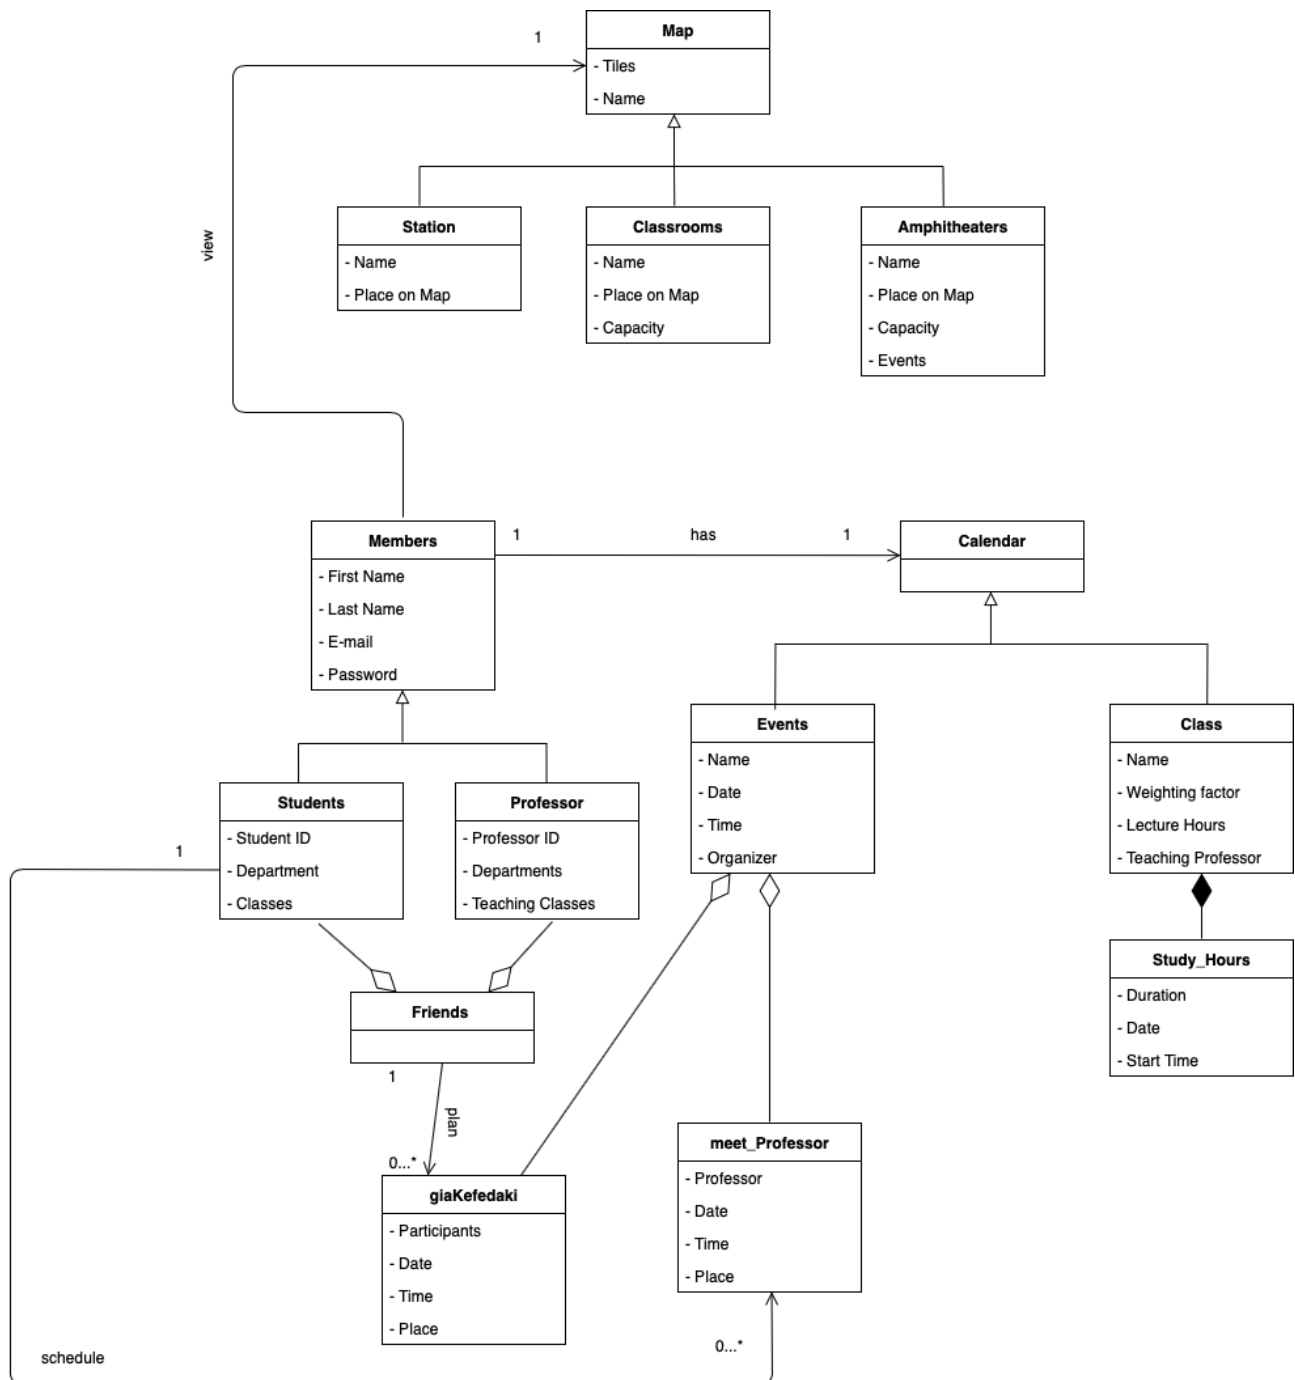 Map
1
- Tiles
- Name
Station
- Name
- Place on Map
Classrooms
- Name
- Place on Map
- Capacity
Amphitheaters
- Name
- Place on Map
- Capacity
- Events
view
Members
- First Name
- Last Name
- E-mail
- Password
1
has
1
Calendar
Students
- Student ID
- Department
- Classes
Professor
- Professor ID
- Departments
- Teaching Classes
Events
- Name
- Date
- Time
- Organizer
Class
- Name
- Weighting factor
- Lecture Hours
- Teaching Professor
1
Study_Hours
- Duration
- Date
- Start Time
Friends
1
plan
0...*
giaKefedaki
- Participants
- Date
- Time
- Place
meet_Professor
- Professor
- Date
- Time
- Place
0...*
schedule